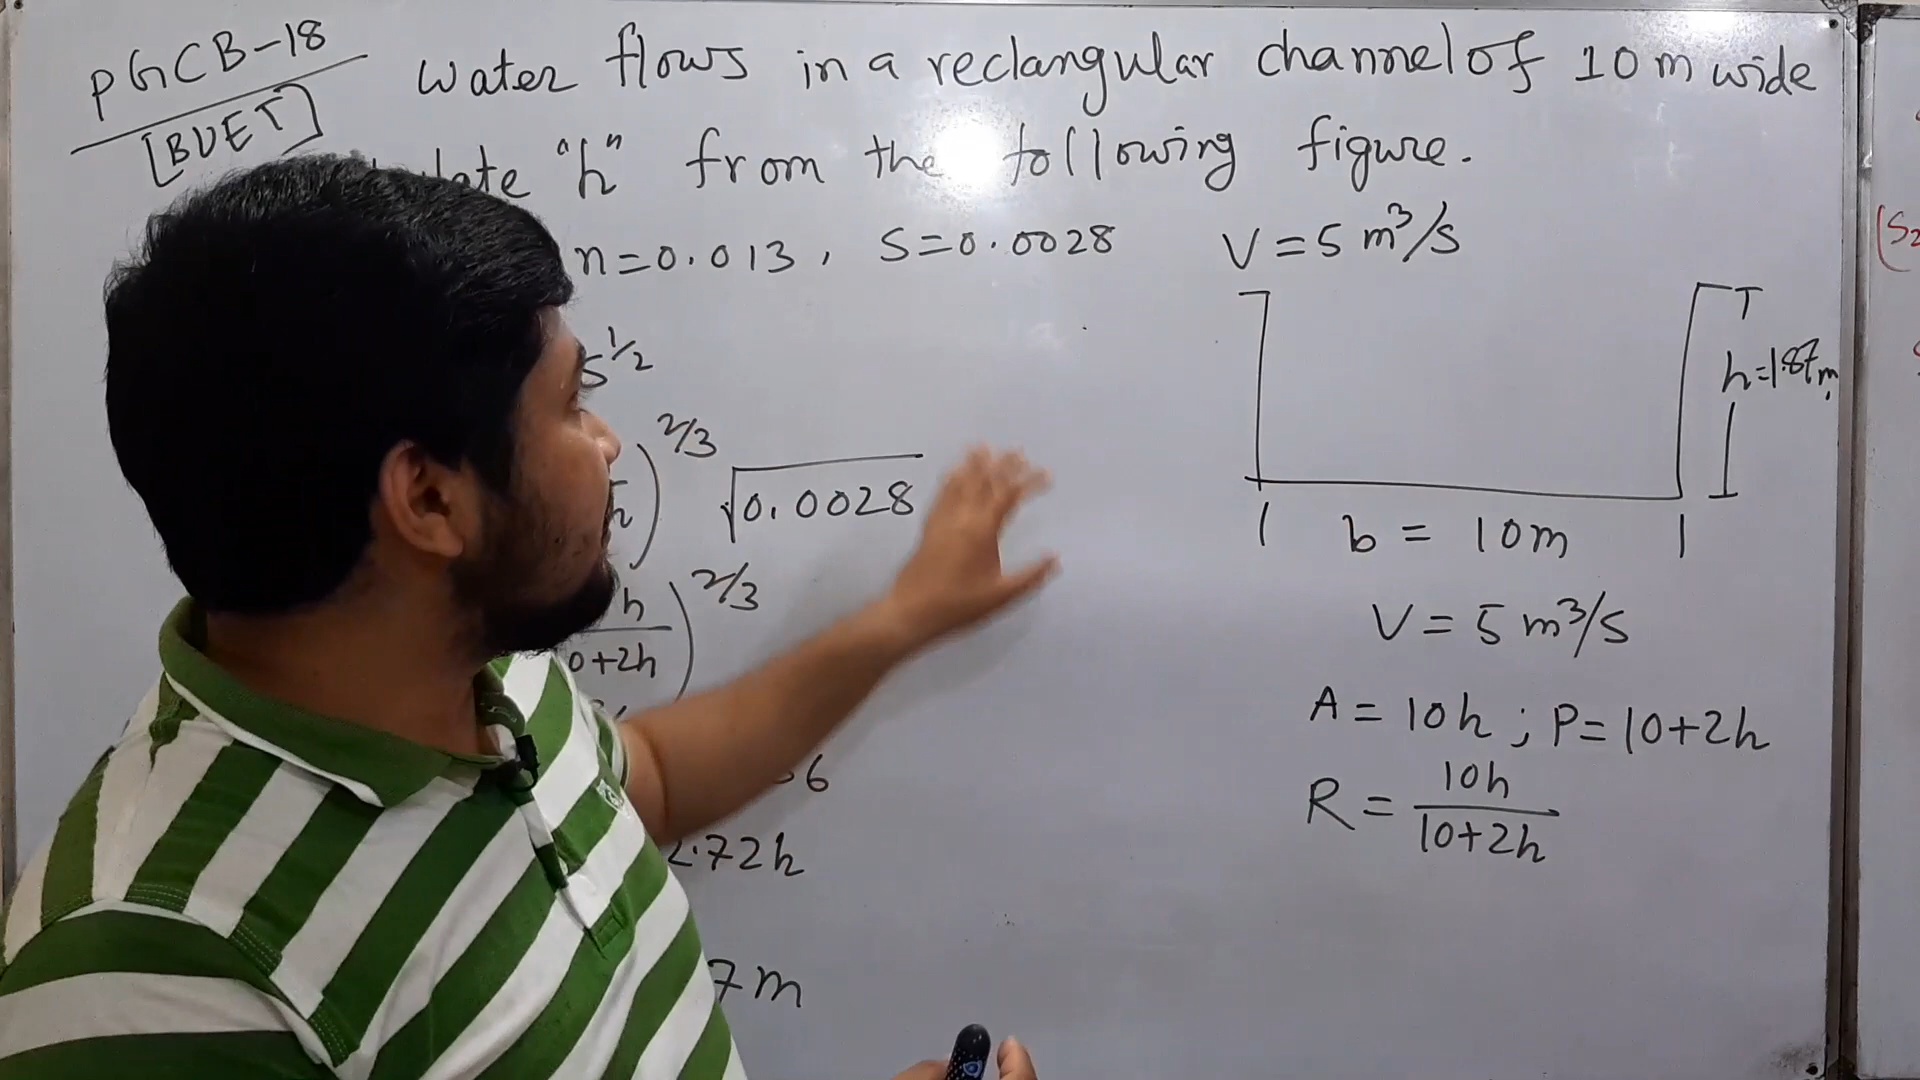 PGCB-18
[BUET]
Water flows in a rectangular channel of 10 m wide
"h" from the following figure.
n=0.013, S=0.0028 V=5 m³/s
S^1/2
h=1.87m
)^2/3 √0.0028
b = 10m
h )^2/3
0+2h
V = 5 m³/s
A = 10h ; P=10+2h
6
R = 10h
10+2h
2.72h
7m